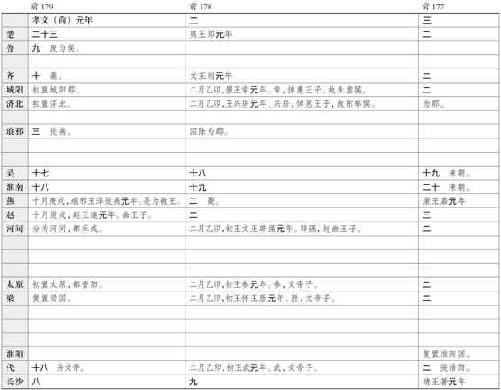 前179 前178 前177
孝文（前）元年 二 三
楚 二十三 夷王郢元年 二
鲁 九 废为侯。
齐 十 薨。 文王则元年 二
城阳 初置城阳郡。 二月乙卯，景王章元年。章，悼惠王子，故朱虚侯。 二
济北 初置济北。 二月乙卯，王兴居元年。兴居，悼惠王子，故东牟侯。 为郡。
琅邪 三 徙燕。 国除为郡。
吴 十七 十八 十九 来朝。
淮南 十八 十九 二十 来朝。
燕 十月庚戌，琅邪王泽徙燕元年。是为敬王。 二 薨。 康王嘉元年
赵 十月庚戌，赵王遂元年。幽王子。 二 三
河间 分为河间，都乐成。 二月乙卯，初王文王辟强元年。辟强，赵幽王子。 二
太原 初置太原，都晋阳。 二月乙卯，初王参元年。参，文帝子。 二
梁 复置梁国。 二月乙卯，初王怀王胜元年。胜，文帝子。 二
淮阳 复置淮阳国。
代 十八 为文帝。 二月乙卯，初王武元年。武，文帝子。 二 徙淮阳。
长沙 八 九 靖王著元年